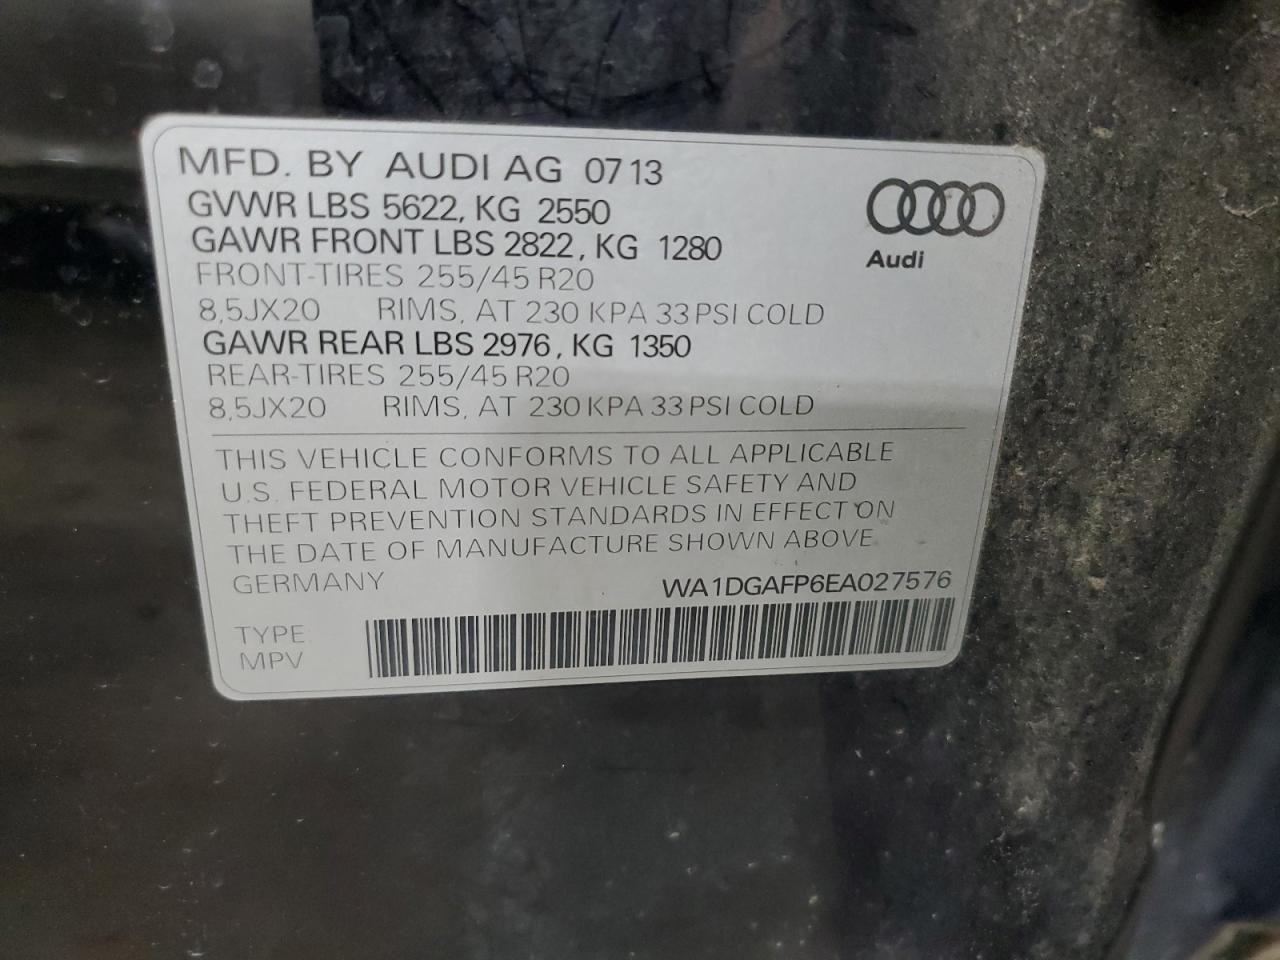 MFD. BY AUDI AG 07 13
GVWR LBS 5622, KG 2550
GAWR FRONT LBS 2822, KG 1280
FRONT-TIRES 255/45 R20
8,5JX20 RIMS, AT 230 KPA 33 PSI COLD
GAWR REAR LBS 2976, KG 1350
REAR-TIRES 255/45 R20
8,5JX20 RIMS, AT 230 KPA 33 PSI COLD
Audi
THIS VEHICLE CONFORMS TO ALL APPLICABLE
U.S. FEDERAL MOTOR VEHICLE SAFETY AND
THEFT PREVENTION STANDARDS IN EFFECT ON
THE DATE OF MANUFACTURE SHOWN ABOVE
GERMANY WA1DGAFP6EA027576
TYPE:
MPV